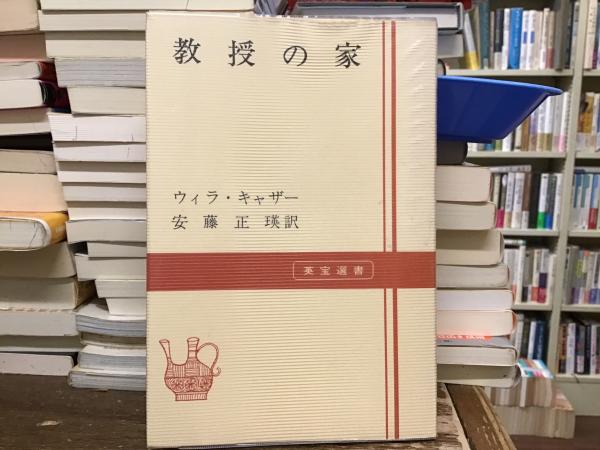 教授の家
ウィラ・キャザー
安藤正瑛訳
英宝選書